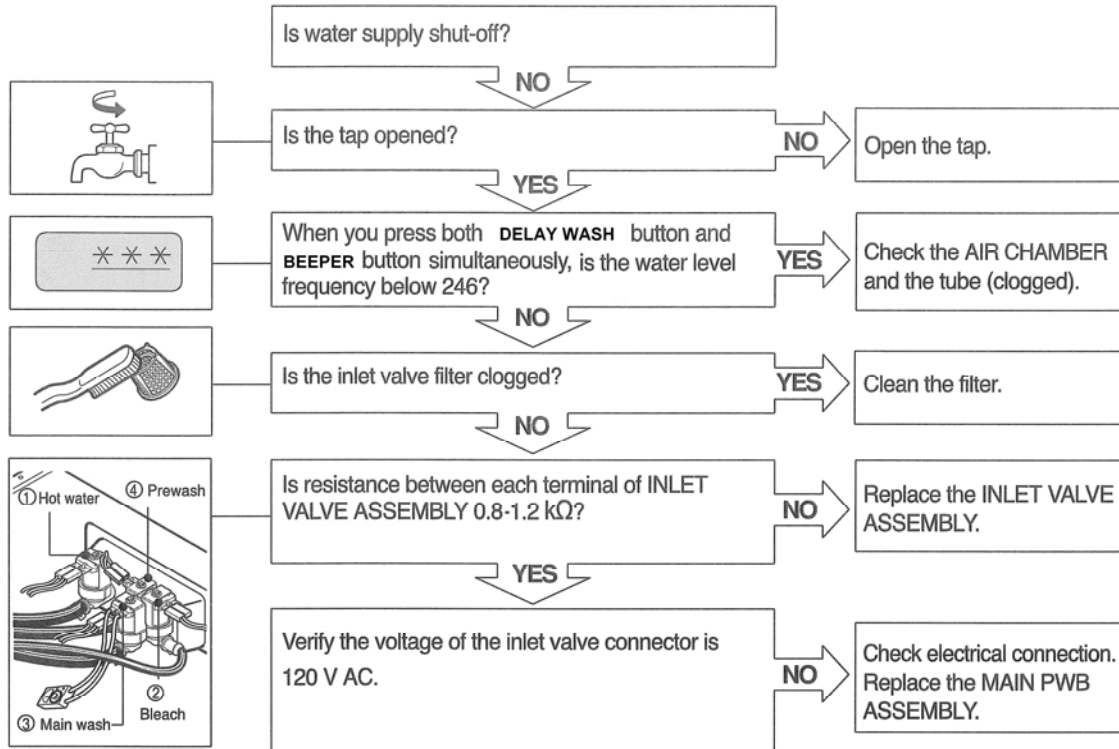 Is water supply shut-off?
NO
Is the tap opened?
NO
Open the tap.
YES
When you press both DELAY WASH button and
BEEPER button simultaneously, is the water level
frequency below 246?
YES
Check the AIR CHAMBER
and the tube (clogged).
* * *
NO
Is the inlet valve filter clogged?
YES
Clean the filter.
NO
① Hot water
④ Prewash
② 
Bleach
③ Main wash
Is resistance between each terminal of INLET
VALVE ASSEMBLY 0.8-1.2 kΩ?
NO
Replace the INLET VALVE
ASSEMBLY.
YES
Verify the voltage of the inlet valve connector is
120 V AC.
NO
Check electrical connection.
Replace the MAIN PWB
ASSEMBLY.